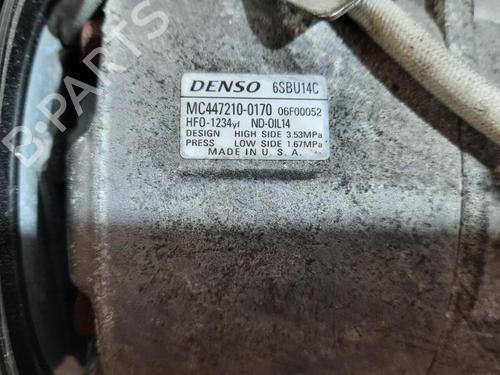 DENSO 6SBU14C
MC447210-0170 06F00052
HFO-1234yf ND-OIL14
DESIGN HIGH SIDE 3.53MPa
PRESS LOW SIDE 1.67MPa
MADE IN U.S.A.